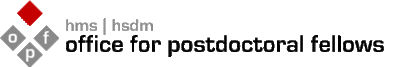 hms | hsdm
office for postdoctoral fellows
o p f